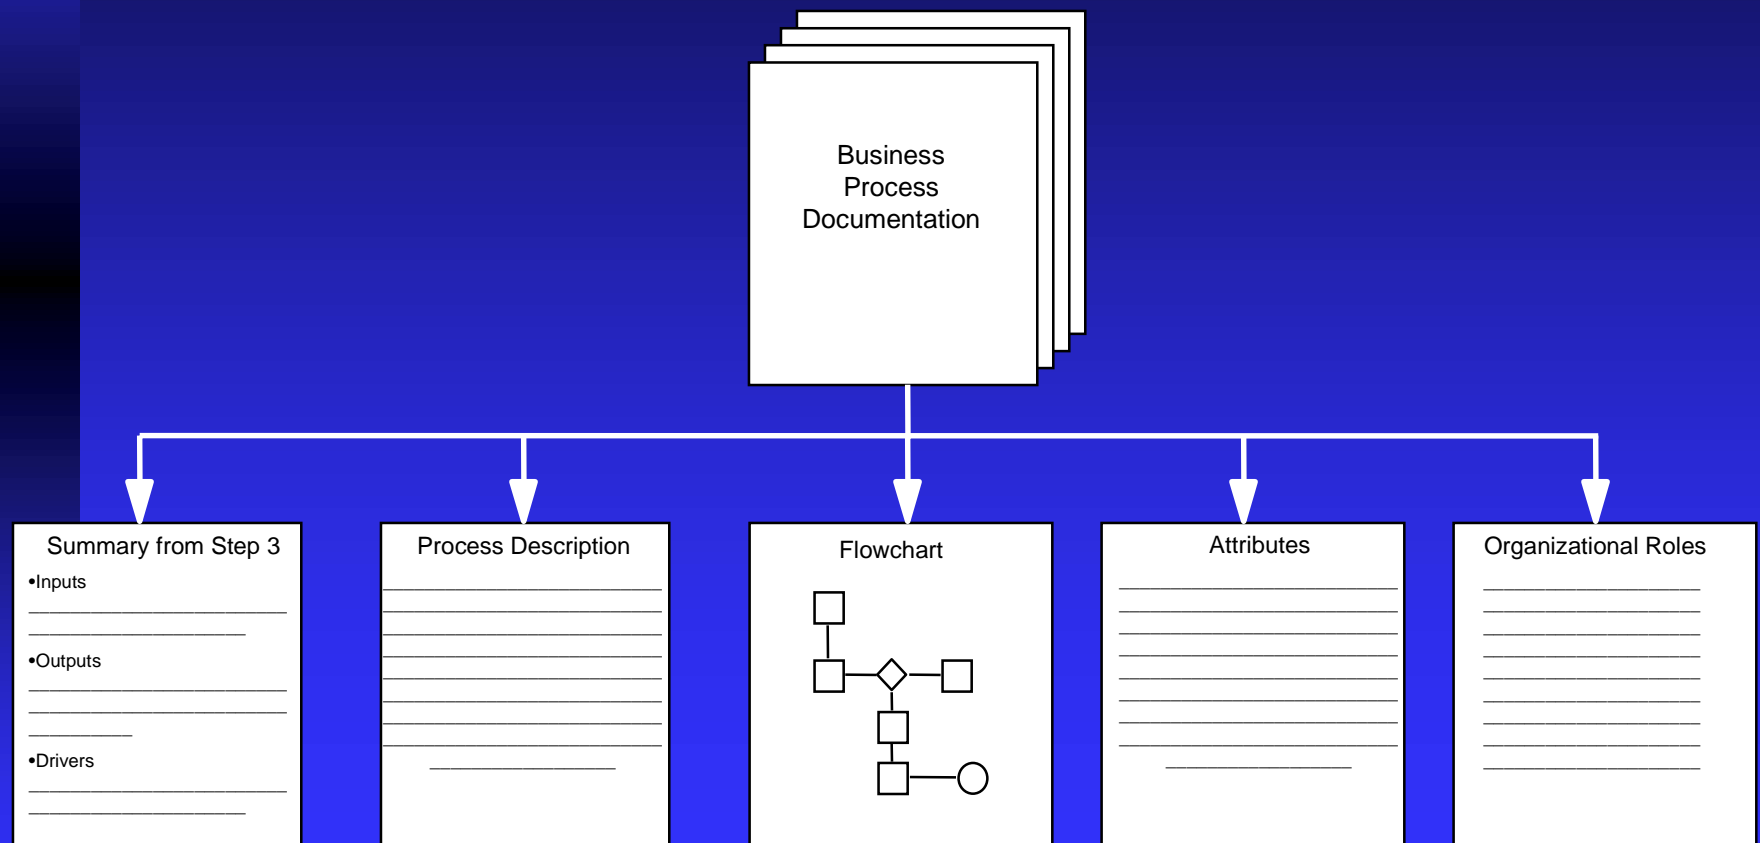 Business
Process
Documentation
Summary from Step 3
•Inputs
•Outputs
•Drivers
Process Description
Flowchart
Attributes
Organizational Roles